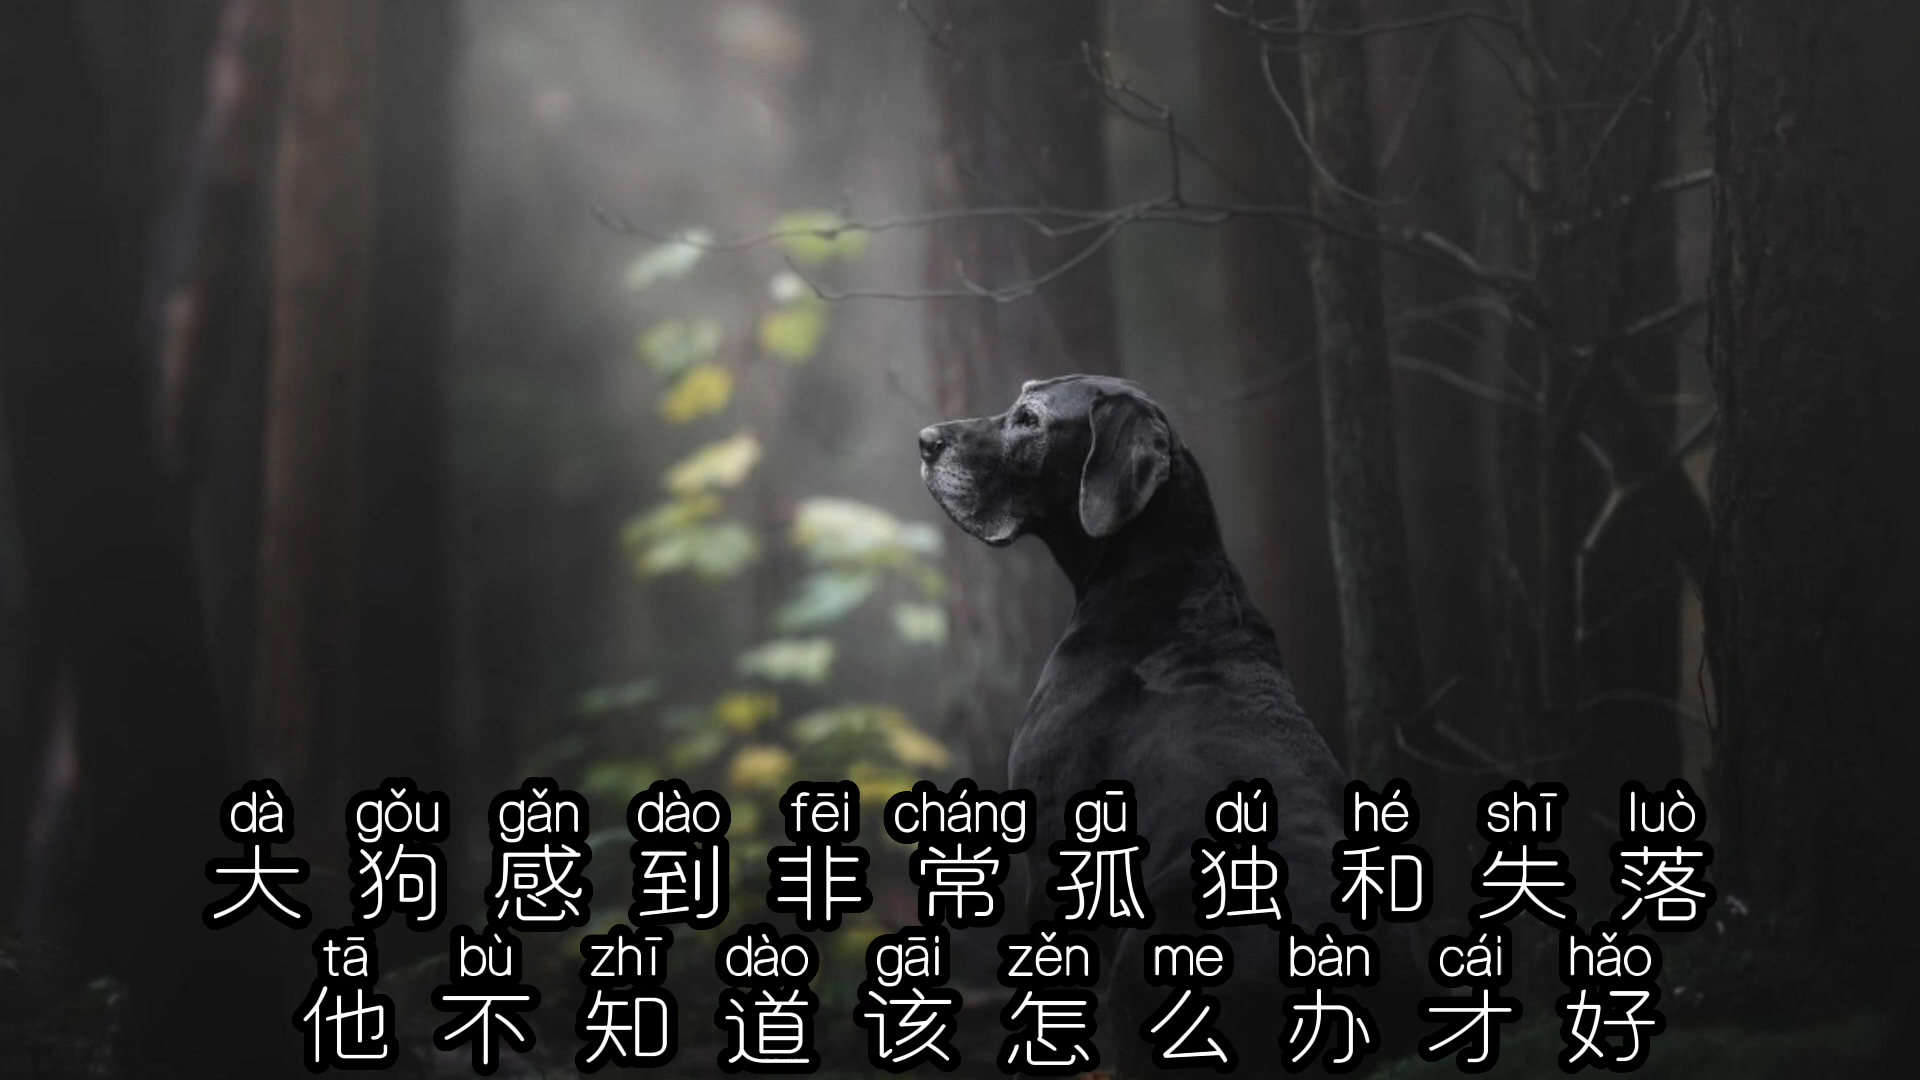 dà gǒu gǎn dào fēi cháng gū dú hé shī luò
大狗感到非常孤独和失落
tā bù zhī dào gāi zěn me bàn cái hǎo
他不知道该怎么办才好